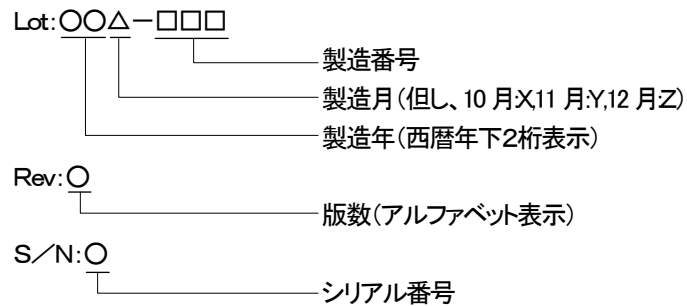 Lot:○○△－□□□
製造番号
製造月(但し、10月:X,11月:Y,12月:Z)
製造年(西暦年下2桁表示)
Rev:○
版数(アルファベット表示)
S／N:○
シリアル番号